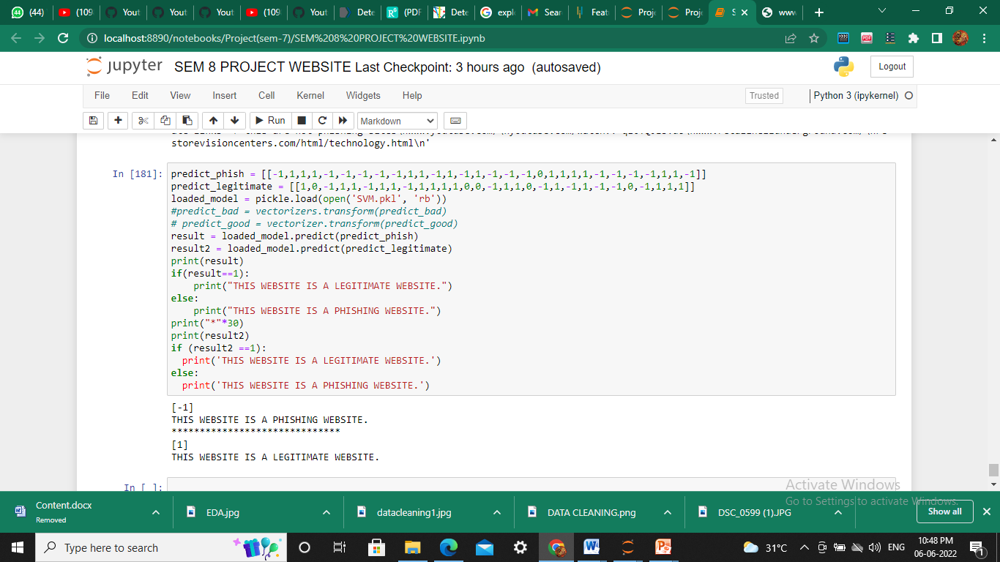 (44) (109 Yout Yout Yout (109 Yout Dete (PDF Dete expl Sear Feat Proje Proje S www
localhost:8890/notebooks/Project(sem-7)/SEM%208%20PROJECT%20WEBSITE.ipynb
jupyter SEM 8 PROJECT WEBSITE Last Checkpoint: 3 hours ago (autosaved) Logout
File Edit View Insert Cell Kernel Widgets Help Trusted Python 3 (ipykernel)
Run Markdown
storevisioncenters.com/html/technology.html\n'
In [181]: predict_phish = [[-1,1,1,1,-1,-1,-1,-1,-1,1,1,-1,1,-1,1,-1,-1,-1,0,1,1,1,1,-1,-1,-1,-1,1,1,-1]]
predict_legitimate = [[1,0,-1,1,1,-1,1,1,-1,1,1,1,1,0,0,-1,1,1,0,-1,1,-1,1,-1,-1,0,-1,1,1,1]]
loaded_model = pickle.load(open('SVM.pkl', 'rb'))
#predict_bad = vectorizers.transform(predict_bad)
# predict_good = vectorizer.transform(predict_good)
result = loaded_model.predict(predict_phish)
result2 = loaded_model.predict(predict_legitimate)
print(result)
if(result==1):
print("THIS WEBSITE IS A LEGITIMATE WEBSITE.")
else:
print("THIS WEBSITE IS A PHISHING WEBSITE.")
print("*"*30)
print(result2)
if (result2 ==1):
print('THIS WEBSITE IS A LEGITIMATE WEBSITE.')
else:
print('THIS WEBSITE IS A PHISHING WEBSITE.')
[-1]
THIS WEBSITE IS A PHISHING WEBSITE.
******************************
[1]
THIS WEBSITE IS A LEGITIMATE WEBSITE.
In [ ]:
Activate Windows
Go to Settings to activate Windows.
Content.docx
Removed
EDA.jpg
datacleaning1.jpg
DATA CLEANING.png
DSC_0599 (1).JPG
Show all
Type here to search
31°C ENG
10:48 PM
06-06-2022
1